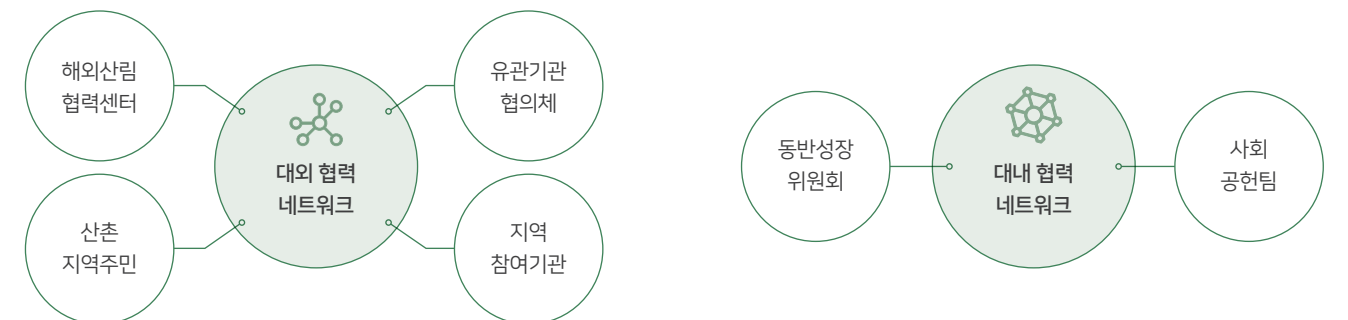 해외산림
협력센터
유관기관
협의체
대외 협력
네트워크
산촌
지역주민
지역
참여기관
동반성장
위원회
대내 협력
네트워크
사회
공헌팀